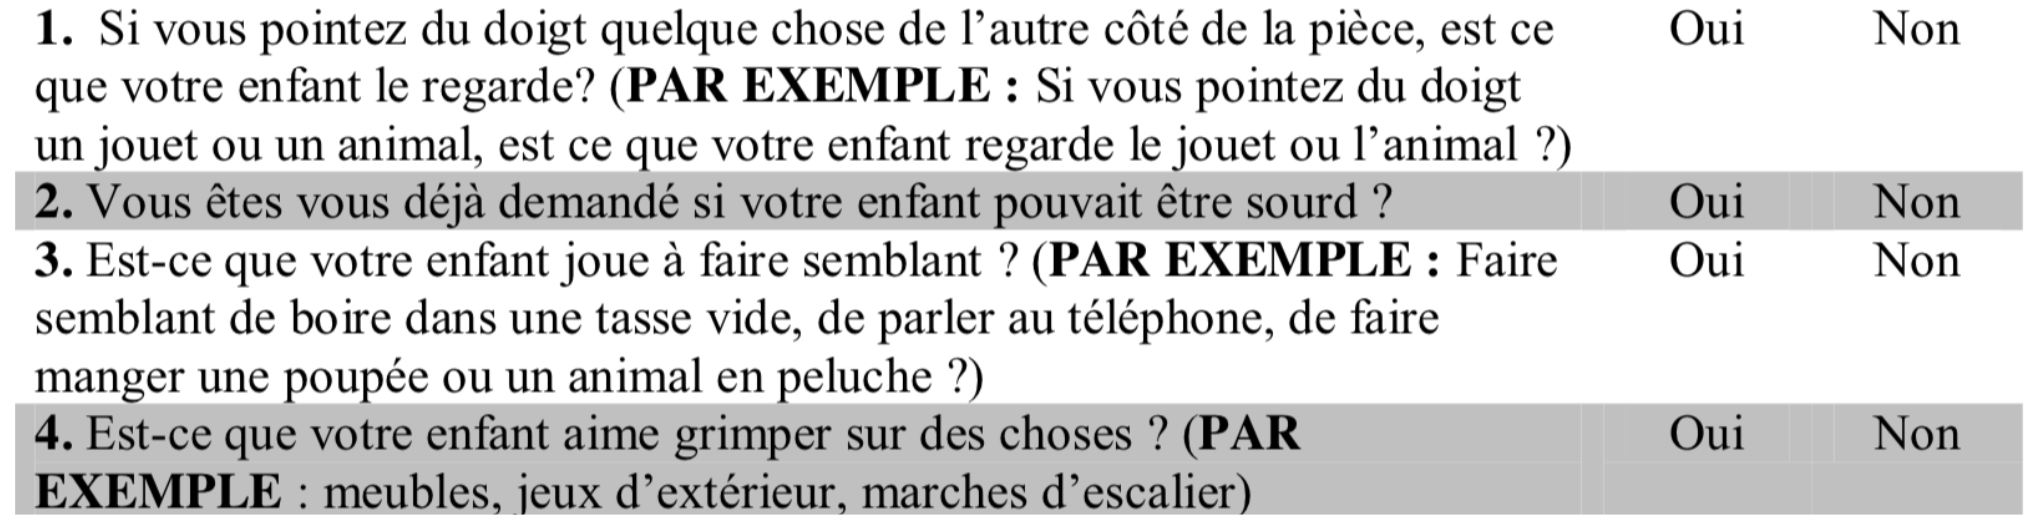 1. Si vous pointez du doigt quelque chose de l’autre côté de la pièce, est ce Oui Non
que votre enfant le regarde? (PAR EXEMPLE : Si vous pointez du doigt
un jouet ou un animal, est ce que votre enfant regarde le jouet ou l’animal ?)
2. Vous êtes vous déjà demandé si votre enfant pouvait être sourd ? Oui Non
3. Est-ce que votre enfant joue à faire semblant ? (PAR EXEMPLE : Faire Oui Non
semblant de boire dans une tasse vide, de parler au téléphone, de faire
manger une poupée ou un animal en peluche ?)
4. Est-ce que votre enfant aime grimper sur des choses ? (PAR Oui Non
EXEMPLE : meubles, jeux d’extérieur, marches d’escalier)